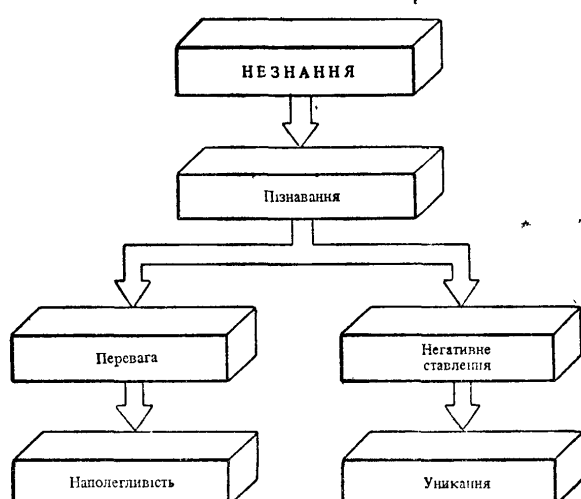 НЕЗНАННЯ
Пізнавання
Перевага
Негативне
ставлення
Наполегливість
Уникання